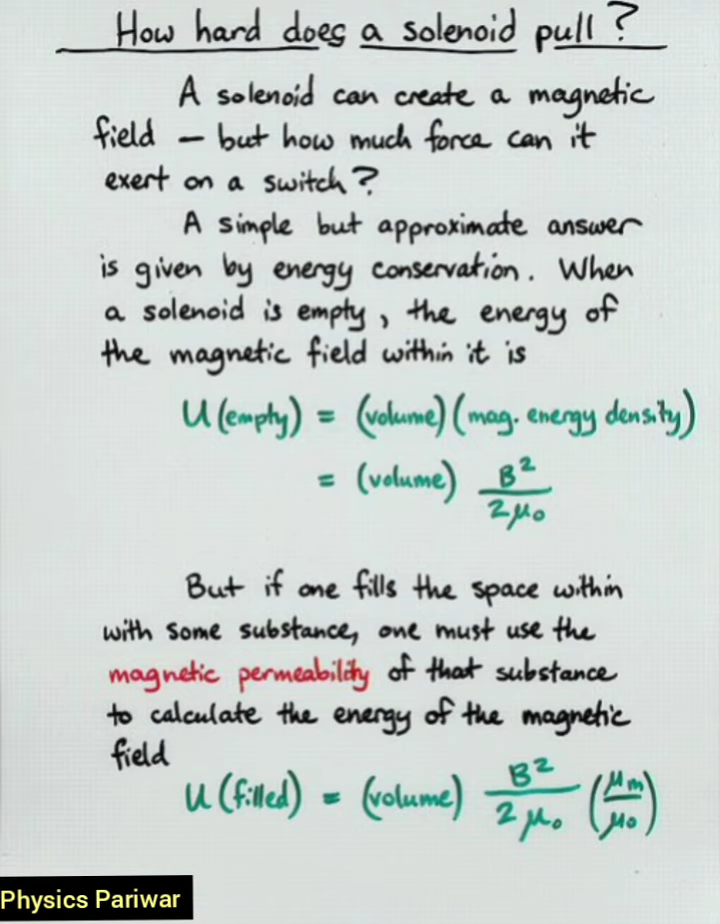 How hard does a solenoid pull?
A solenoid can create a magnetic
field – but how much force can it
exert on a switch?
A simple but approximate answer
is given by energy conservation. When
a solenoid is empty, the energy of
the magnetic field within it is
U (empty) = (volume) (mag. energy density)
= (volume) B²/2μ₀
But if one fills the space within
with some substance, one must use the
magnetic permeability of that substance
to calculate the energy of the magnetic
field
U (filled) = (volume) B²/2μ₀ (μₘ/μ₀)
Physics Pariwar